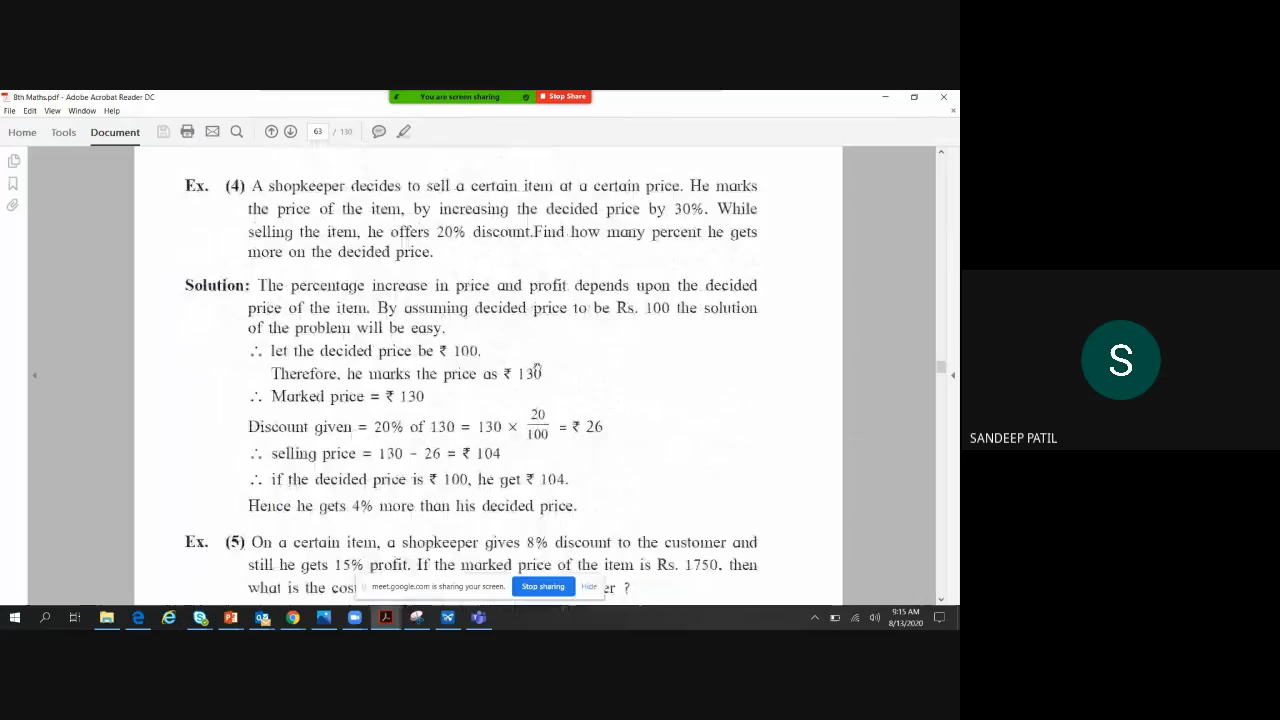 8th Maths.pdf - Adobe Acrobat Reader DC
You are screen sharing
Stop Share
File Edit View Window Help
Home Tools Document
63 / 130
Ex. (4) A shopkeeper decides to sell a certain item at a certain price. He marks
the price of the item, by increasing the decided price by 30%. While
selling the item, he offers 20% discount.Find how many percent he gets
more on the decided price.
Solution: The percentage increase in price and profit depends upon the decided
price of the item. By assuming decided price to be Rs. 100 the solution
of the problem will be easy.
∴ let the decided price be ₹ 100.
Therefore, he marks the price as ₹ 130
∴ Marked price = ₹ 130
Discount given = 20% of 130 = 130 × 20/100 = ₹ 26
∴ selling price = 130 - 26 = ₹ 104
∴ if the decided price is ₹ 100, he get ₹ 104.
Hence he gets 4% more than his decided price.
Ex. (5) On a certain item, a shopkeeper gives 8% discount to the customer and
still he gets 15% profit. If the marked price of the item is Rs. 1750, then
what is the cos er ?
meet.google.com is sharing your screen.
Stop sharing
Hide
9:15 AM
8/13/2020
S
SANDEEP PATIL